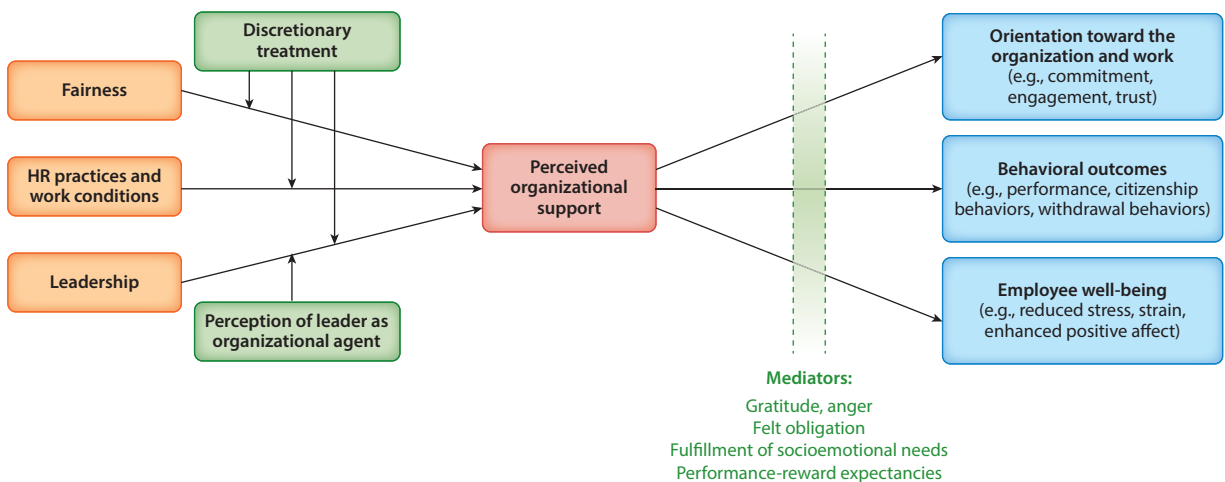 Discretionary
treatment
Fairness
HR practices and
work conditions
Leadership
Perception of leader as
organizational agent
Perceived
organizational
support
Mediators:
Gratitude, anger
Felt obligation
Fulfillment of socioemotional needs
Performance-reward expectancies
Orientation toward the
organization and work
(e.g., commitment,
engagement, trust)
Behavioral outcomes
(e.g., performance, citizenship
behaviors, withdrawal behaviors)
Employee well-being
(e.g., reduced stress, strain,
enhanced positive affect)